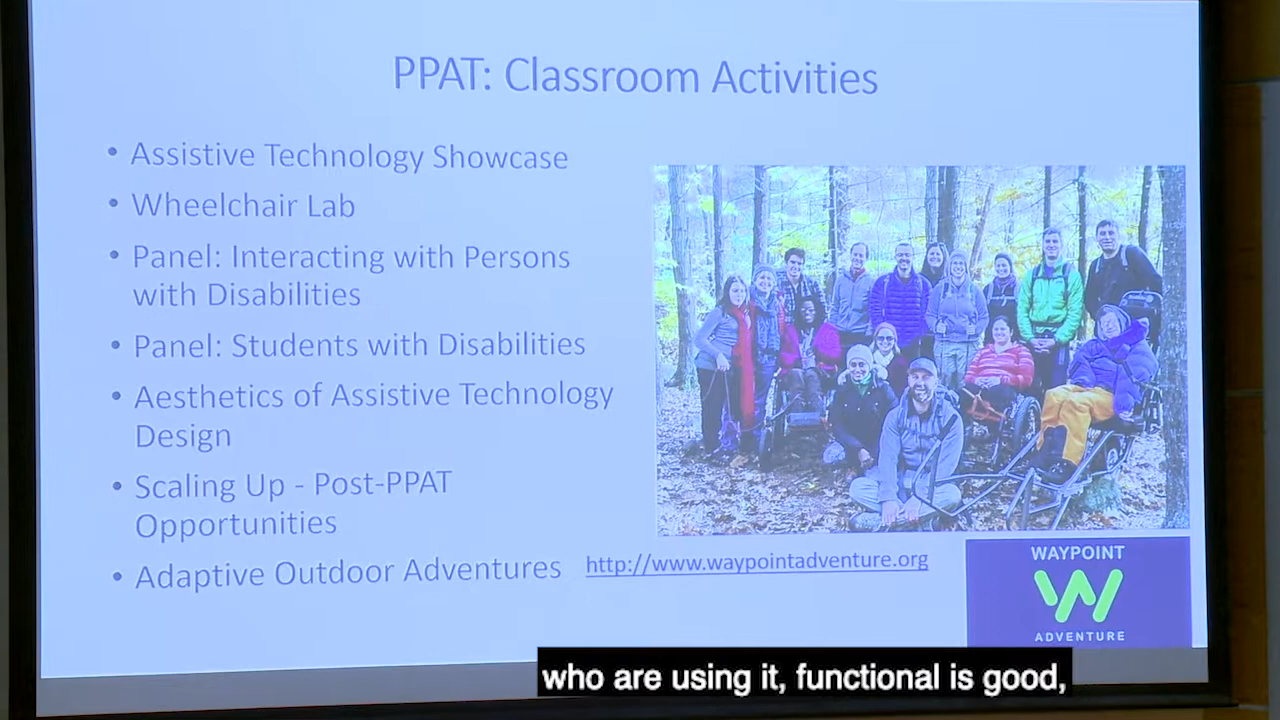 PPAT: Classroom Activities
• Assistive Technology Showcase
• Wheelchair Lab
• Panel: Interacting with Persons
with Disabilities
• Panel: Students with Disabilities
• Aesthetics of Assistive Technology
Design
• Scaling Up - Post-PPAT
Opportunities
• Adaptive Outdoor Adventures
http://www.waypointadventure.org
WAYPOINT
ADVENTURE
who are using it, functional is good,